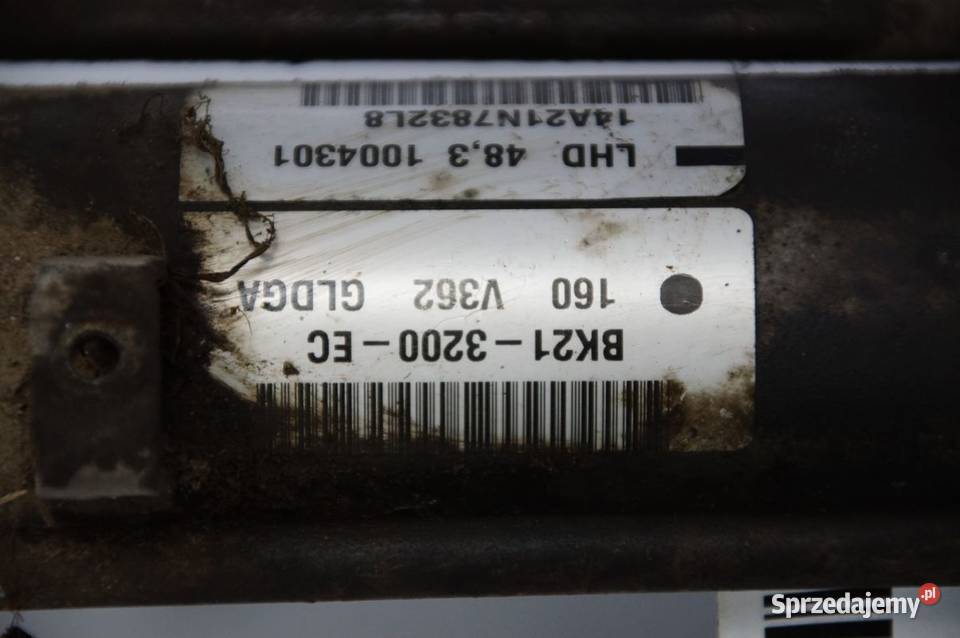 BK21-3200-EC
160 V362 GLDGA
LHD 48,3 1004301
14A21N7832L8
Sprzedajemy.pl